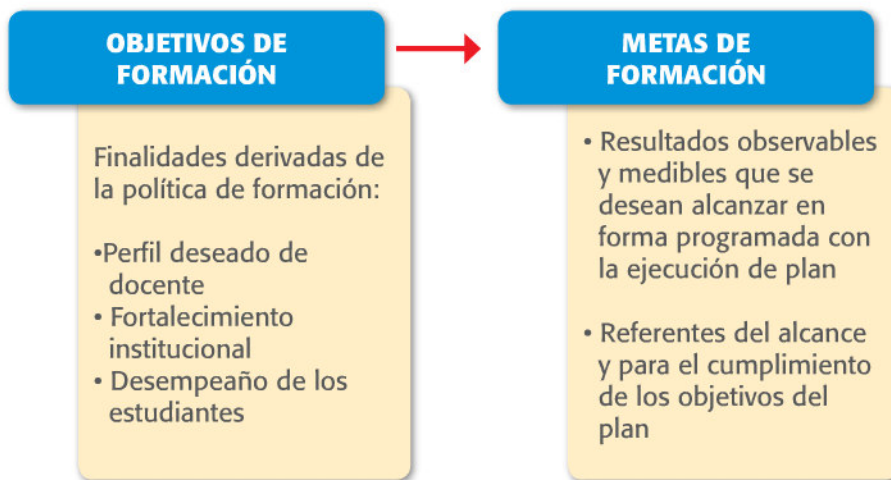 OBJETIVOS DE
FORMACIÓN
Finalidades derivadas de
la política de formación:
•Perfil deseado de
docente
• Fortalecimiento
institucional
• Desempeaño de los
estudiantes
METAS DE
FORMACIÓN
• Resultados observables
y medibles que se
desean alcanzar en
forma programada con
la ejecución de plan
• Referentes del alcance
y para el cumplimiento
de los objetivos del
plan